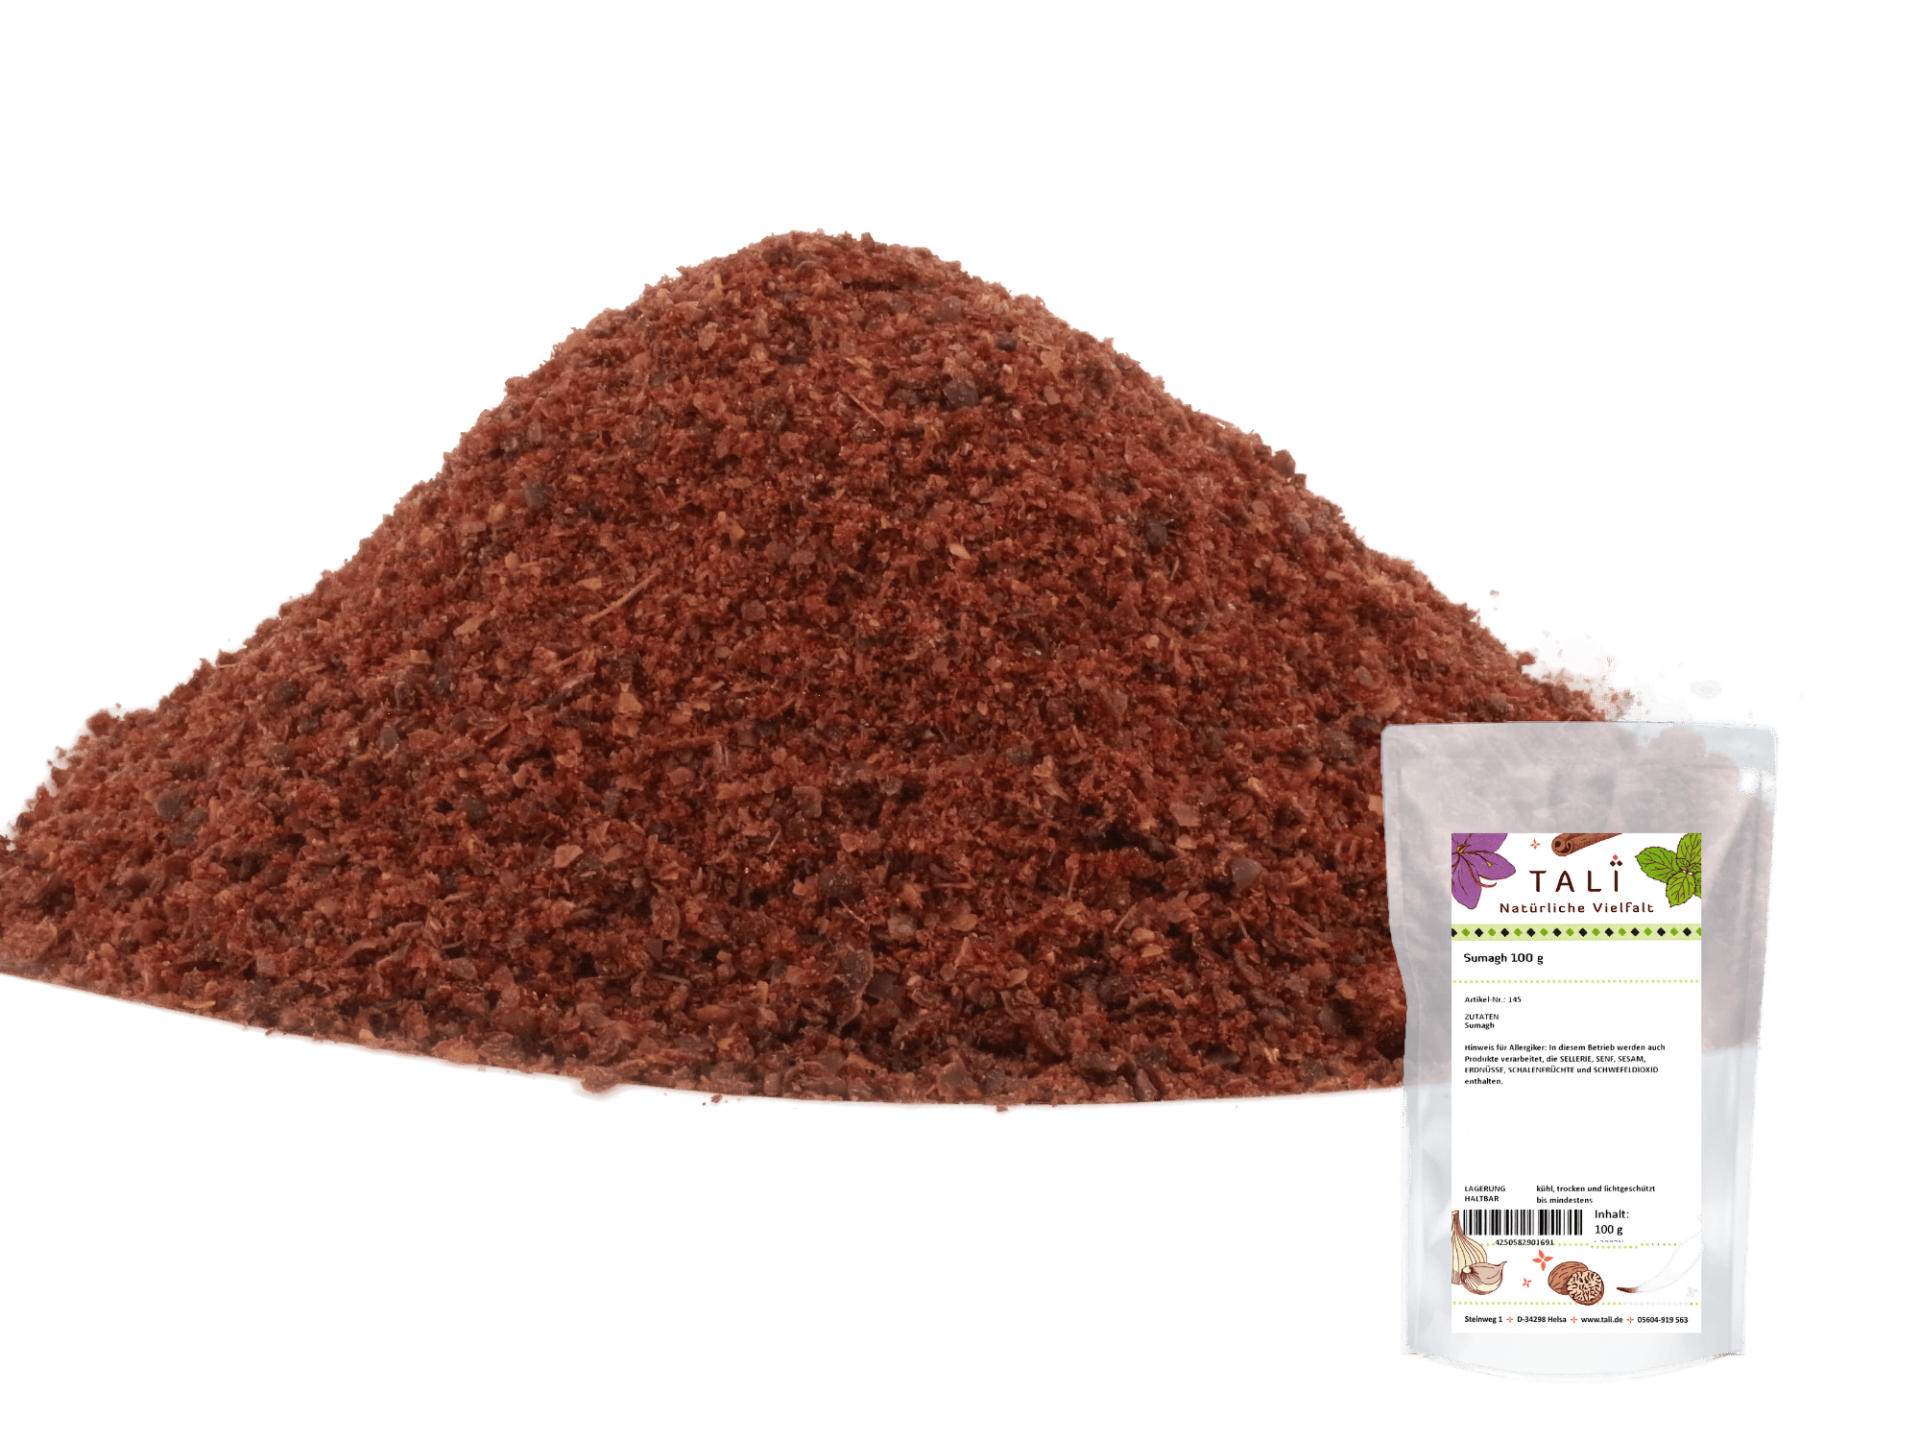 TALI
Natürliche Vielfalt
Sumagh 100 g
Artikel-Nr.: 145
ZUTATEN
Sumagh
Hinweis für Allergiker: In diesem Betrieb werden auch
Produkte verarbeitet, die SELLERIE, SENF, SESAM,
ERDNÜSSE, SCHALENFRÜCHTE und SCHWEFELDIOXID
enthalten.
LAGERUNG kühl, trocken und lichtgeschützt
HALTBAR bis mindestens
Inhalt:
100 g
4250582901691
Steinweg 1 D-34298 Helsa www.tali.de 05604-919 563